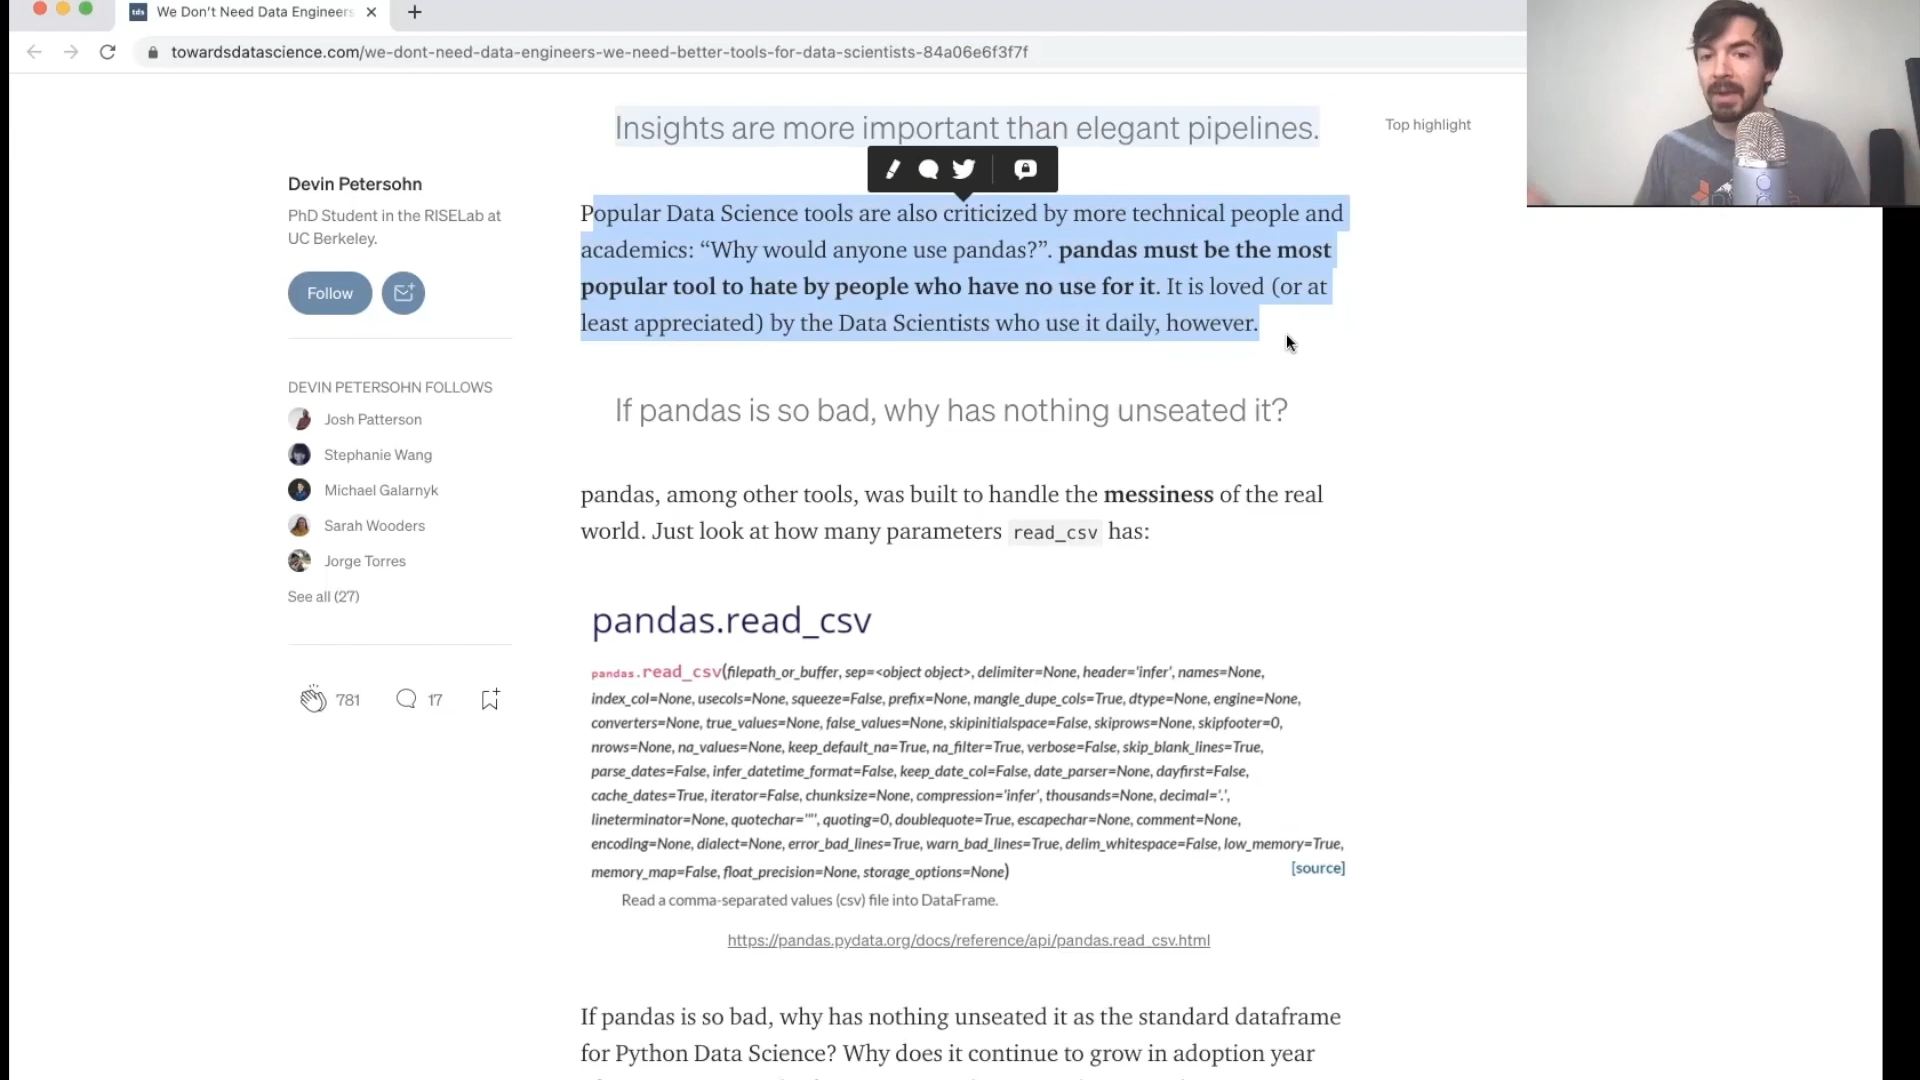 We Don't Need Data Engineers
towardsdatascience.com/we-dont-need-data-engineers-we-need-better-tools-for-data-scientists-84a06e6f3f7f
Insights are more important than elegant pipelines.
Top highlight
Devin Petersohn
PhD Student in the RISELab at
UC Berkeley.
Follow
DEVIN PETERSOHN FOLLOWS
Josh Patterson
Stephanie Wang
Michael Galarnyk
Sarah Wooders
Jorge Torres
See all (27)
781
17
Popular Data Science tools are also criticized by more technical people and
academics: “Why would anyone use pandas?”. pandas must be the most
popular tool to hate by people who have no use for it. It is loved (or at
least appreciated) by the Data Scientists who use it daily, however.
If pandas is so bad, why has nothing unseated it?
pandas, among other tools, was built to handle the messiness of the real
world. Just look at how many parameters read_csv has:
pandas.read_csv
pandas.read_csv(filepath_or_buffer, sep=<object object>, delimiter=None, header='infer', names=None,
index_col=None, usecols=None, squeeze=False, prefix=None, mangle_dupe_cols=True, dtype=None, engine=None,
converters=None, true_values=None, false_values=None, skipinitialspace=False, skiprows=None, skipfooter=0,
nrows=None, na_values=None, keep_default_na=True, na_filter=True, verbose=False, skip_blank_lines=True,
parse_dates=False, infer_datetime_format=False, keep_date_col=False, date_parser=None, dayfirst=False,
cache_dates=True, iterator=False, chunksize=None, compression='infer', thousands=None, decimal='.',
lineterminator=None, quotechar='"', quoting=0, doublequote=True, escapechar=None, comment=None,
encoding=None, dialect=None, error_bad_lines=True, warn_bad_lines=True, delim_whitespace=False, low_memory=True,
memory_map=False, float_precision=None, storage_options=None)
[source]
Read a comma-separated values (csv) file into DataFrame.
https://pandas.pydata.org/docs/reference/api/pandas.read_csv.html
If pandas is so bad, why has nothing unseated it as the standard dataframe
for Python Data Science? Why does it continue to grow in adoption year